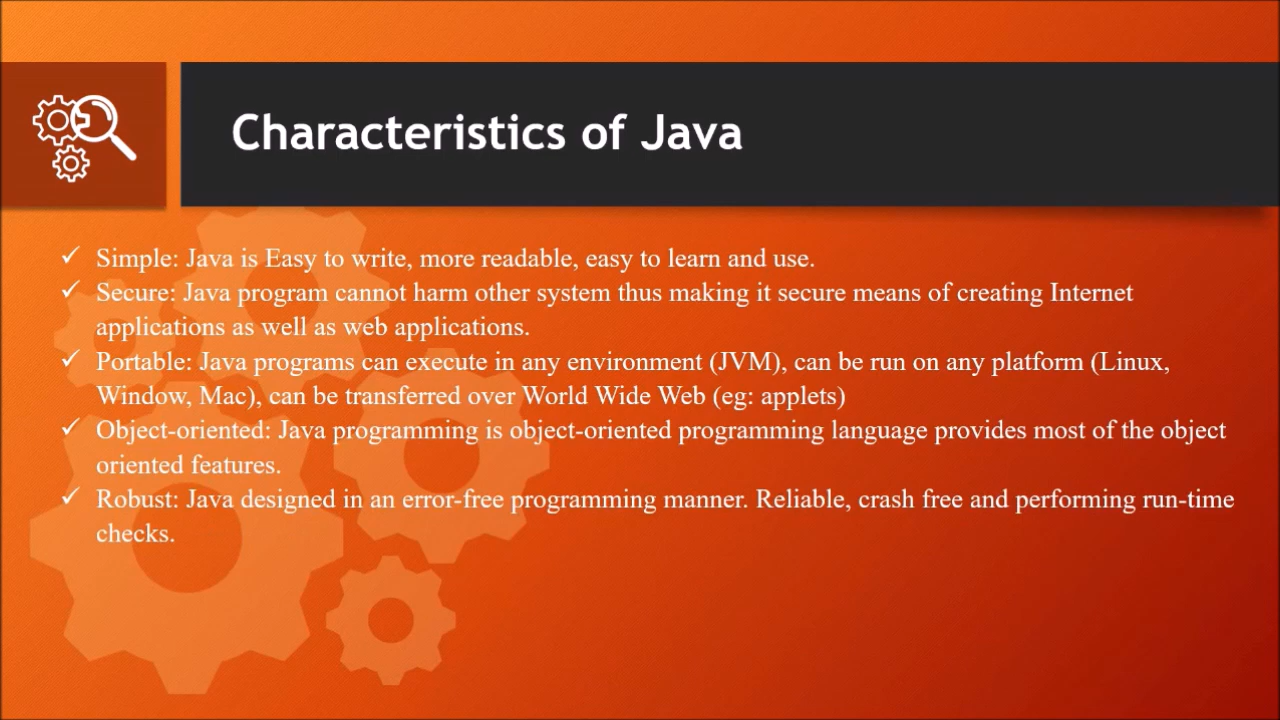 Characteristics of Java
Simple: Java is Easy to write, more readable, easy to learn and use.
Secure: Java program cannot harm other system thus making it secure means of creating Internet
applications as well as web applications.
Portable: Java programs can execute in any environment (JVM), can be run on any platform (Linux,
Window, Mac), can be transferred over World Wide Web (eg: applets)
Object-oriented: Java programming is object-oriented programming language provides most of the object
oriented features.
Robust: Java designed in an error-free programming manner. Reliable, crash free and performing run-time
checks.